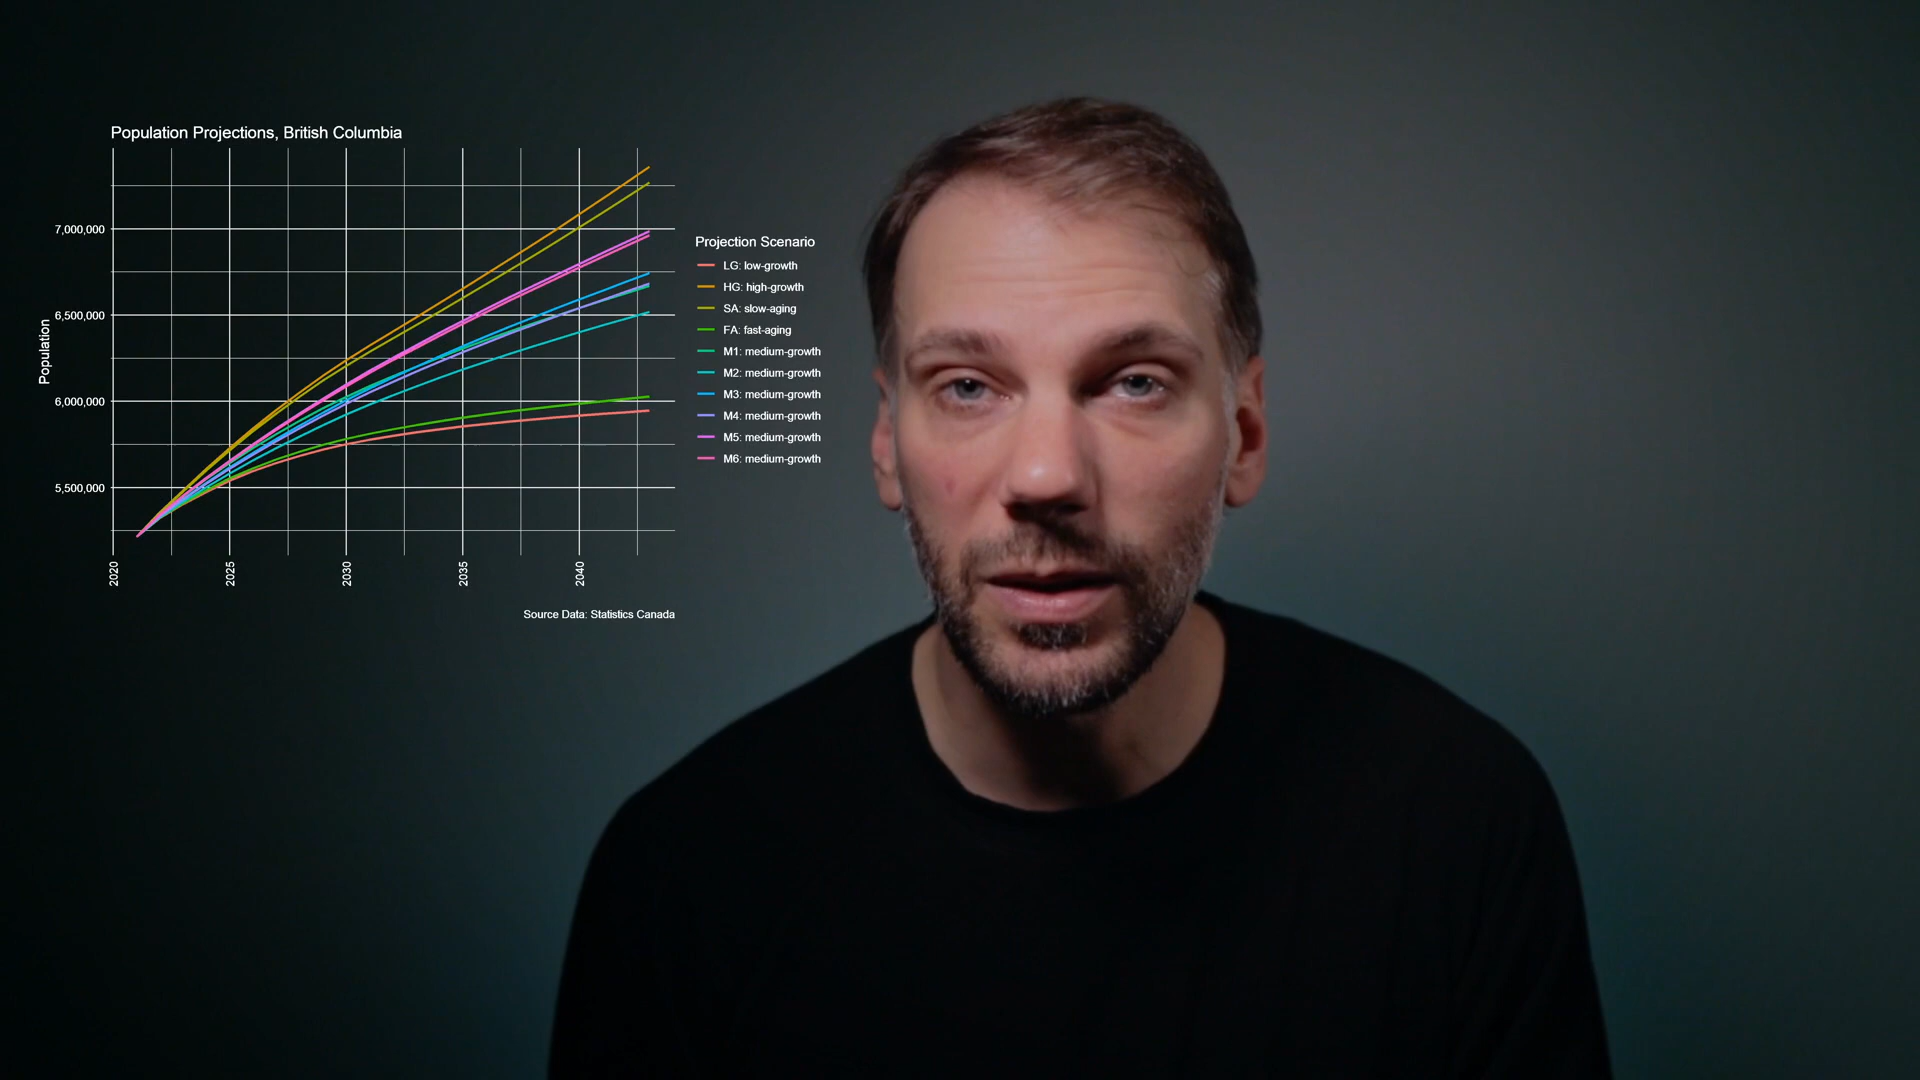 Population Projections, British Columbia
7,000,000
6,500,000
6,000,000
5,500,000
Population
2020
2025
2030
2035
2040
Projection Scenario
LG: low-growth
HG: high-growth
SA: slow-aging
FA: fast-aging
M1: medium-growth
M2: medium-growth
M3: medium-growth
M4: medium-growth
M5: medium-growth
M6: medium-growth
Source Data: Statistics Canada